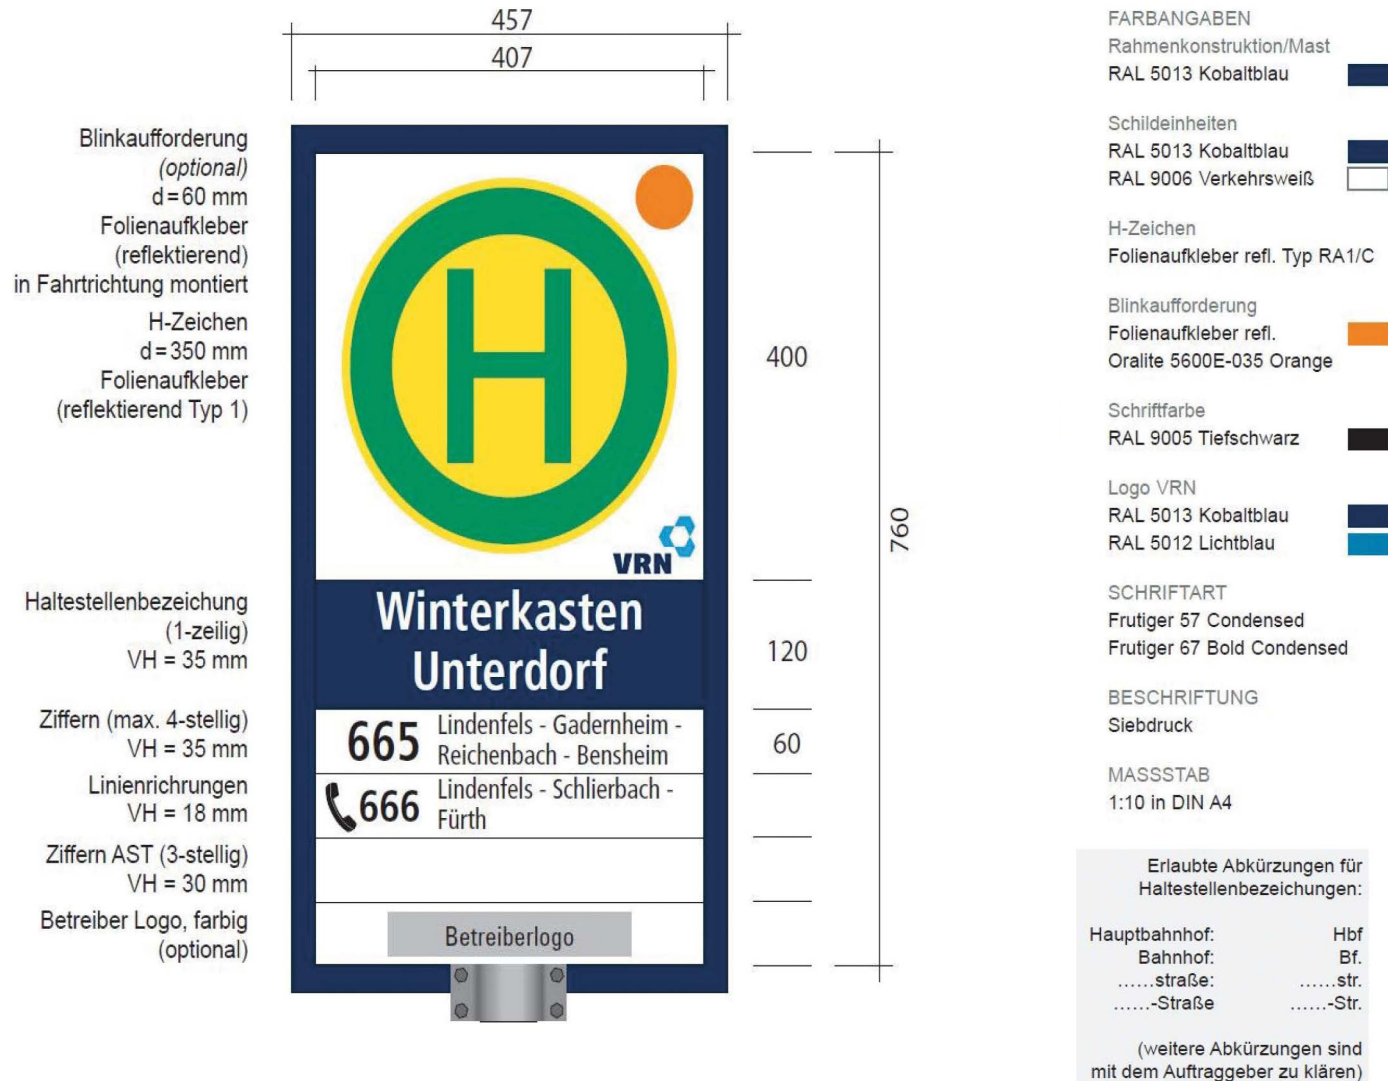 457
407
Blinkaufforderung
(optional)
d=60 mm
Folienaufkleber
(reflektierend)
in Fahrtrichtung montiert
H-Zeichen
d=350 mm
Folienaufkleber
(reflektierend Typ 1)
Haltestellenbezeichung
(1-zeilig)
VH = 35 mm
Ziffern (max. 4-stellig)
VH = 35 mm
Linienrichrungen
VH = 18 mm
Ziffern AST (3-stellig)
VH = 30 mm
Betreiber Logo, farbig
(optional)
H
VRN
Winterkasten
Unterdorf
665 Lindenfels - Gadernheim -
Reichenbach - Bensheim
666 Lindenfels - Schlierbach -
Fürth
Betreiberlogo
400
120
60
760
FARBANGABEN
Rahmenkonstruktion/Mast
RAL 5013 Kobaltblau
Schildeinheiten
RAL 5013 Kobaltblau
RAL 9006 Verkehrsweiß
H-Zeichen
Folienaufkleber refl. Typ RA1/C
Blinkaufforderung
Folienaufkleber refl.
Oralite 5600E-035 Orange
Schriftfarbe
RAL 9005 Tiefschwarz
Logo VRN
RAL 5013 Kobaltblau
RAL 5012 Lichtblau
SCHRIFTART
Frutiger 57 Condensed
Frutiger 67 Bold Condensed
BESCHRIFTUNG
Siebdruck
MASSSTAB
1:10 in DIN A4
Erlaubte Abkürzungen für
Haltestellenbezeichungen:
Hauptbahnhof: Hbf
Bahnhof: Bf.
......straße: ......str.
......-Straße ......-Str.
(weitere Abkürzungen sind
mit dem Auftraggeber zu klären)